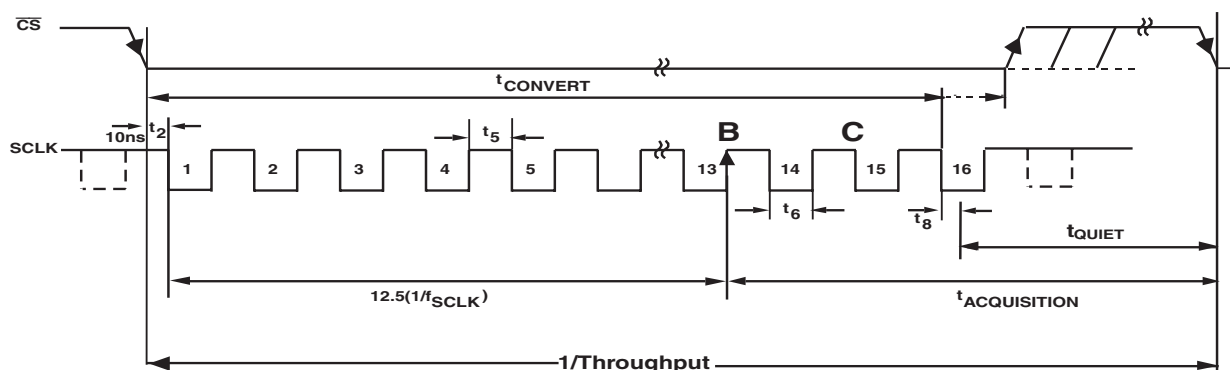 CS
tCONVERT
t2
10ns
t5
B
C
SCLK
1
2
3
4
5
13
14
15
16
t6
t8
tQUIET
12.5(1/fSCLK)
tACQUISITION
1/Throughput